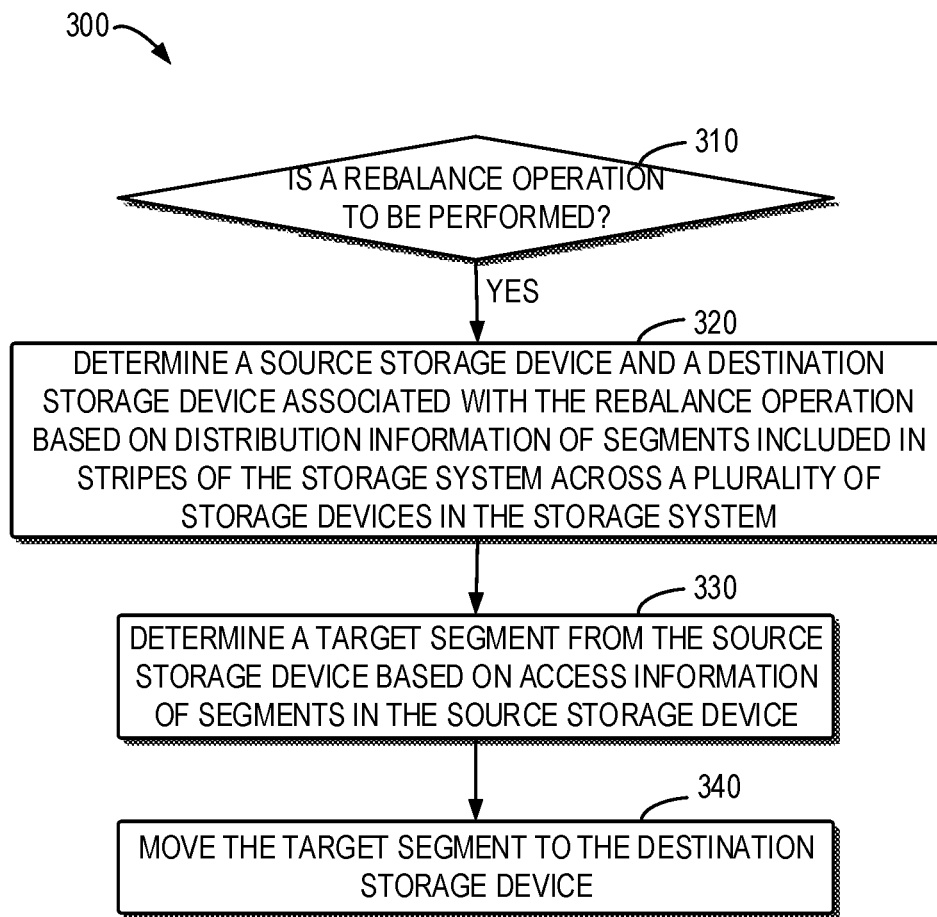 300
310
IS A REBALANCE OPERATION
TO BE PERFORMED?
YES
320
DETERMINE A SOURCE STORAGE DEVICE AND A DESTINATION
STORAGE DEVICE ASSOCIATED WITH THE REBALANCE OPERATION
BASED ON DISTRIBUTION INFORMATION OF SEGMENTS INCLUDED IN
STRIPES OF THE STORAGE SYSTEM ACROSS A PLURALITY OF
STORAGE DEVICES IN THE STORAGE SYSTEM
330
DETERMINE A TARGET SEGMENT FROM THE SOURCE
STORAGE DEVICE BASED ON ACCESS INFORMATION
OF SEGMENTS IN THE SOURCE STORAGE DEVICE
340
MOVE THE TARGET SEGMENT TO THE DESTINATION
STORAGE DEVICE